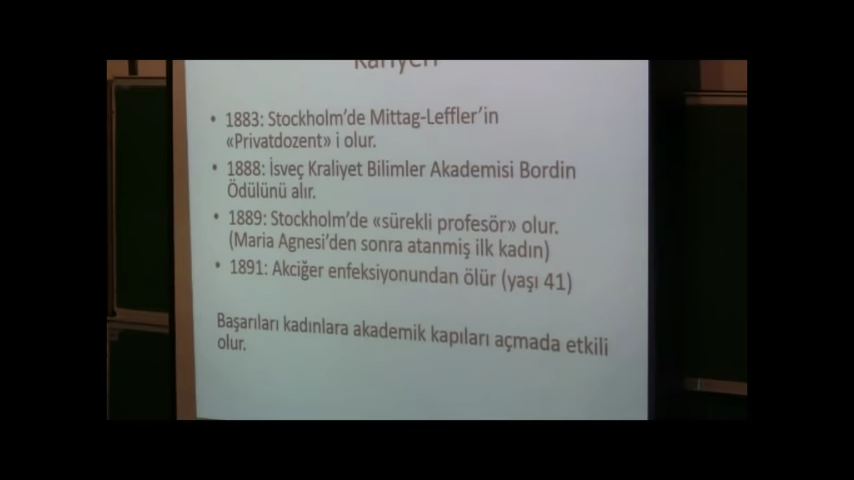 kariyeri
• 1883: Stockholm'de Mittag-Leffler'in
«Privatdozent» i olur.
• 1888: İsveç Kraliyet Bilimler Akademisi Bordin
Ödülünü alır.
• 1889: Stockholm'de «sürekli profesör» olur.
(Maria Agnesi'den sonra atanmış ilk kadın)
• 1891: Akciğer enfeksiyonundan ölür (yaşı 41)
Başarıları kadınlara akademik kapıları açmada etkili
olur.